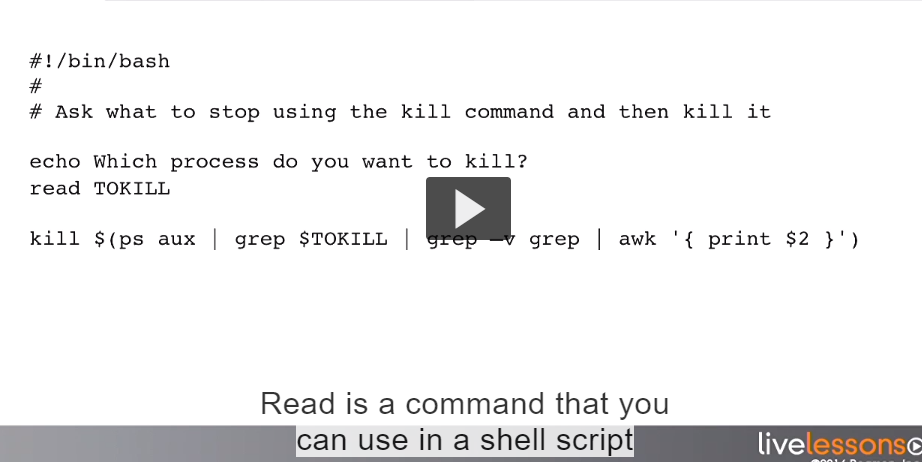 #!/bin/bash
#
# Ask what to stop using the kill command and then kill it
echo Which process do you want to kill?
read TOKILL
kill $(ps aux | grep $TOKILL | grep –v grep | awk '{ print $2 }')
Read is a command that you
can use in a shell script
livelessons